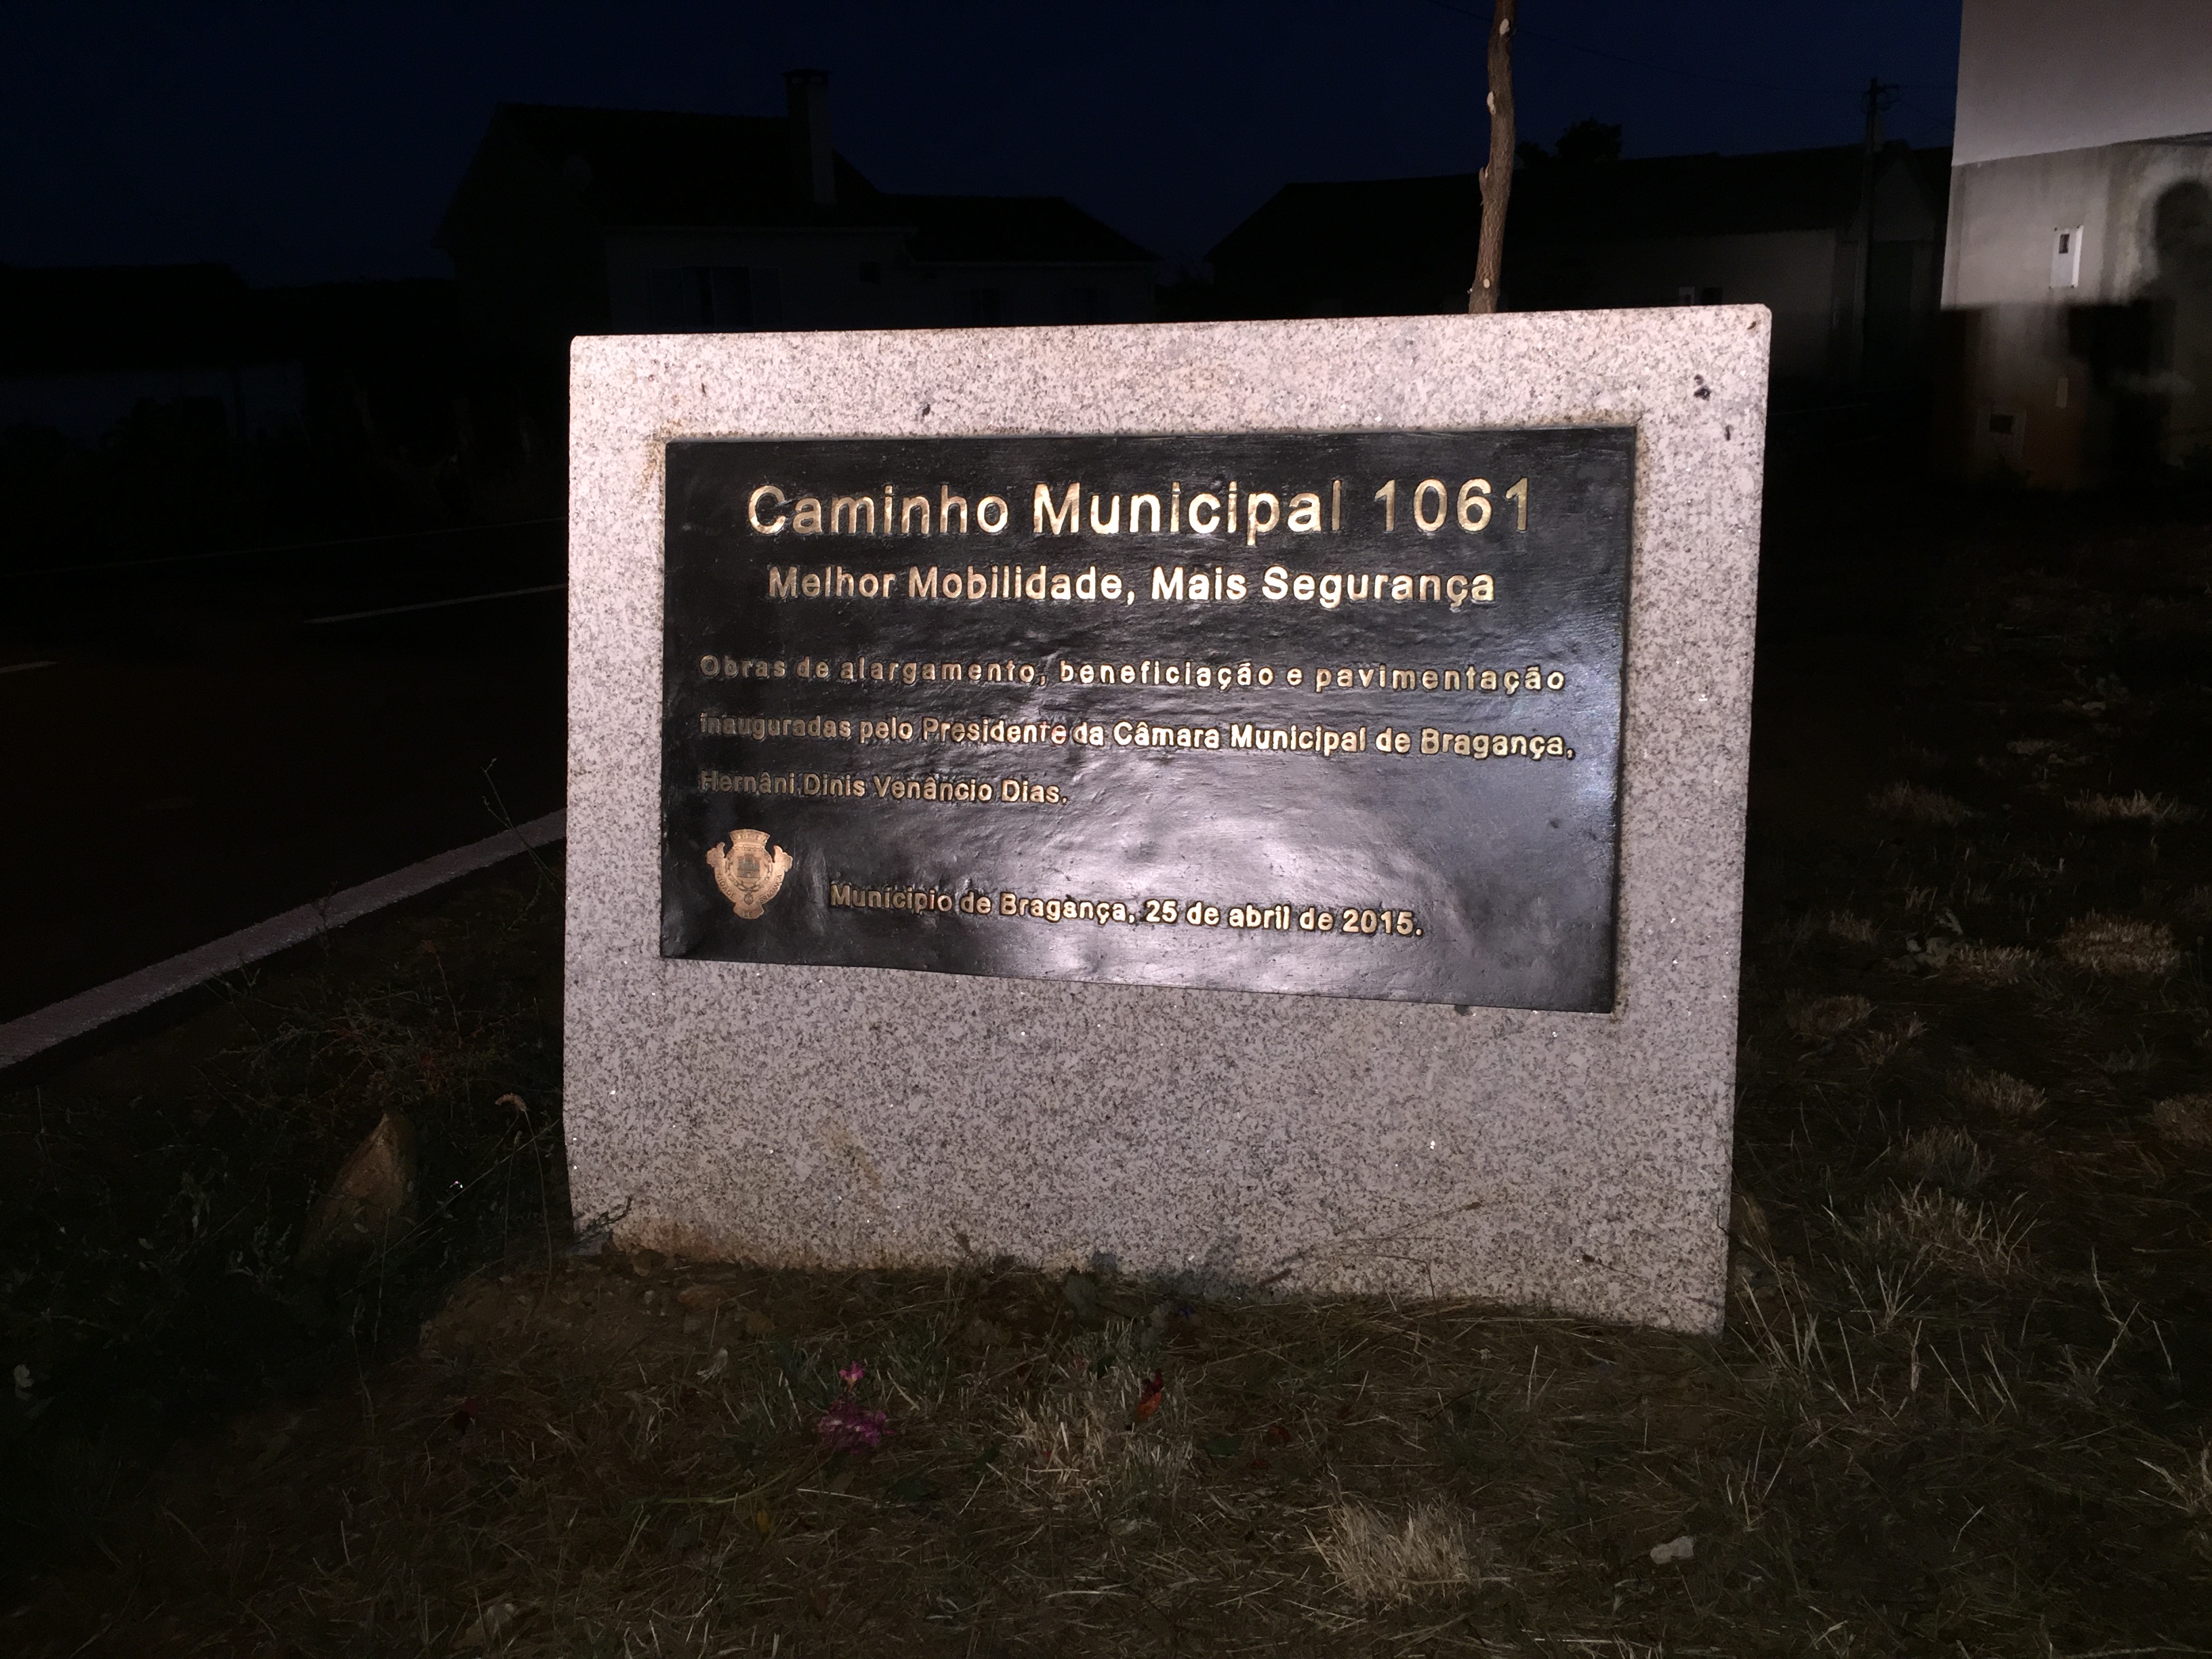 Caminho Municipal 1061
Melhor Mobilidade, Mais Segurança
Obras de alargamento, beneficiação e pavimentação
inauguradas pelo Presidente da Câmara Municipal de Bragança,
Hernâni Dinis Venâncio Dias.
Município de Bragança, 25 de abril de 2015.